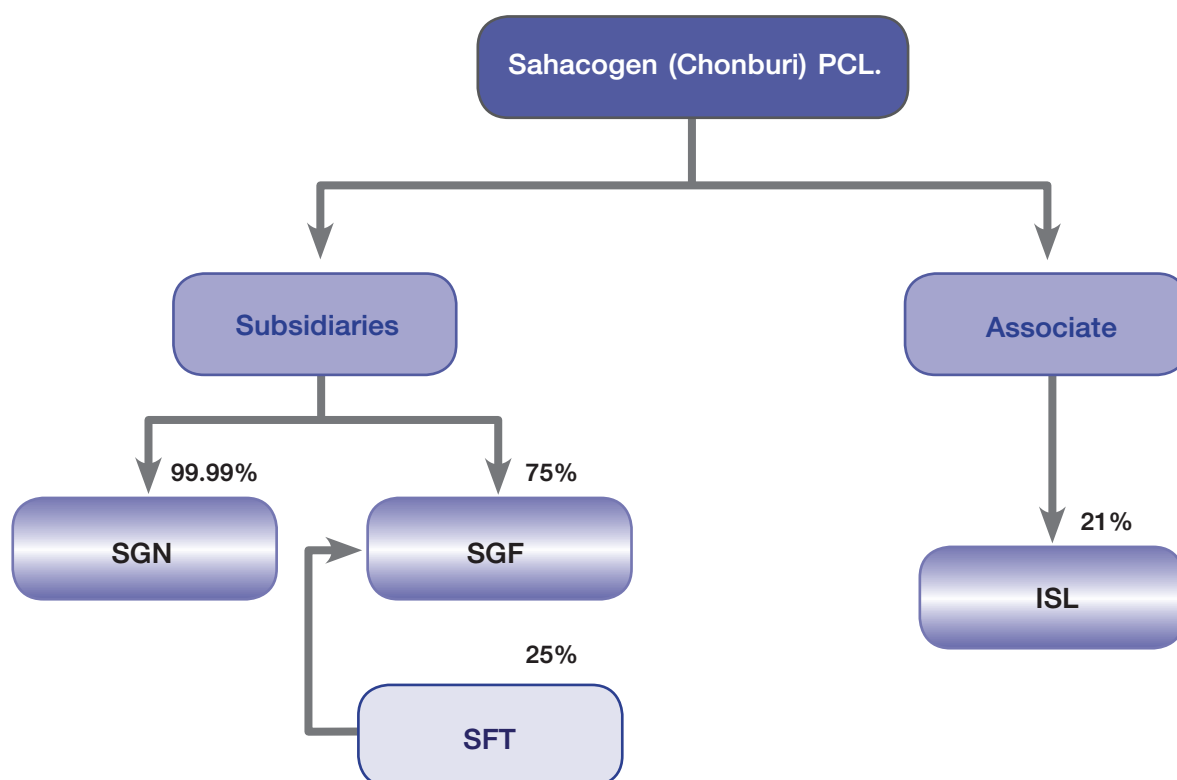 Sahacogen (Chonburi) PCL.
Subsidiaries
Associate
99.99%
75%
21%
SGN
SGF
ISL
25%
SFT